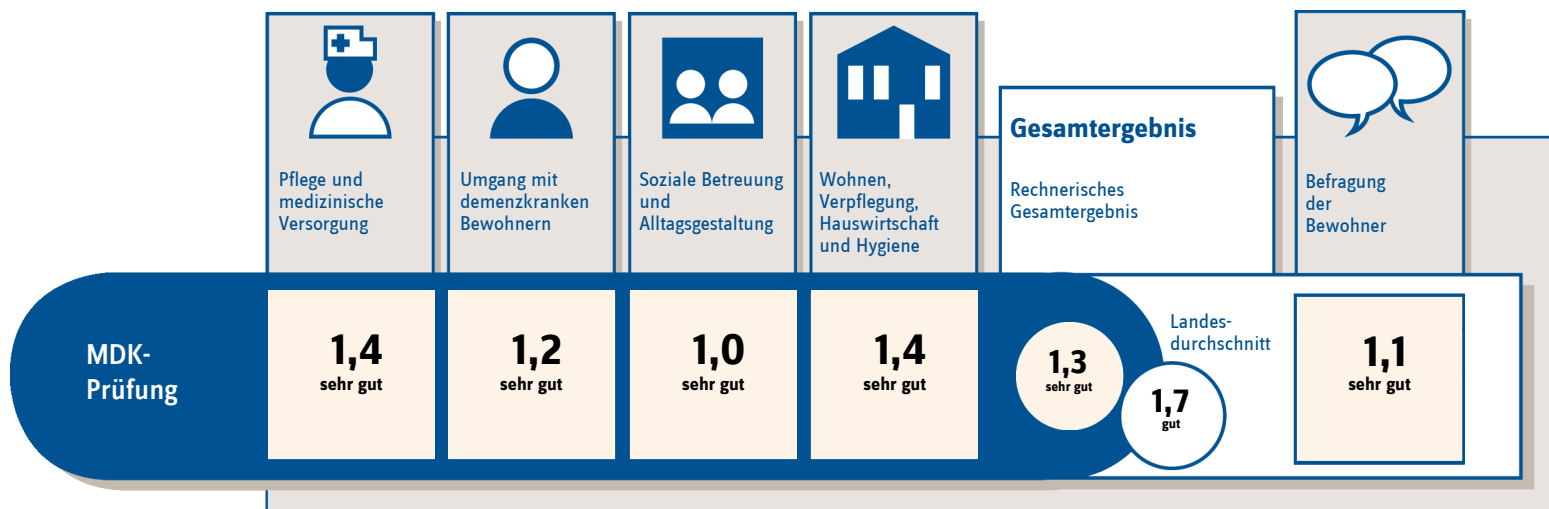 Pflege und
medizinische
Versorgung
Umgang mit
demenzkranken
Bewohnern
Soziale Betreuung
und
Alltagsgestaltung
Wohnen,
Verpflegung,
Hauswirtschaft
und Hygiene
Gesamtergebnis
Rechnerisches
Gesamtergebnis
Befragung
der
Bewohner
MDK-
Prüfung
1,4
sehr gut
1,2
sehr gut
1,0
sehr gut
1,4
sehr gut
1,3
sehr gut
Landes-
durchschnitt
1,7
gut
1,1
sehr gut